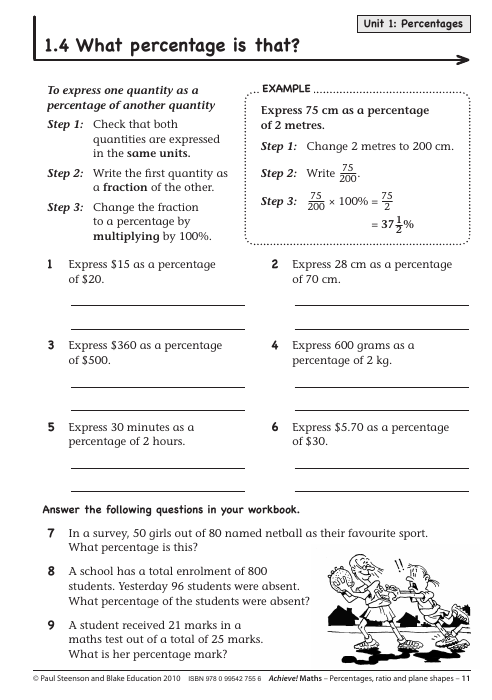 Unit 1: Percentages
1.4 What percentage is that?
To express one quantity as a
percentage of another quantity
Step 1: Check that both
quantities are expressed
in the same units.
Step 2: Write the first quantity as
a fraction of the other.
Step 3: Change the fraction
to a percentage by
multiplying by 100%.
EXAMPLE
Express 75 cm as a percentage
of 2 metres.
Step 1: Change 2 metres to 200 cm.
Step 2: Write 75/200.
Step 3: 75/200 × 100% = 75/2
= 37 1/2%
1 Express $15 as a percentage
of $20.
2 Express 28 cm as a percentage
of 70 cm.
3 Express $360 as a percentage
of $500.
4 Express 600 grams as a
percentage of 2 kg.
5 Express 30 minutes as a
percentage of 2 hours.
6 Express $5.70 as a percentage
of $30.
Answer the following questions in your workbook.
7 In a survey, 50 girls out of 80 named netball as their favourite sport.
What percentage is this?
8 A school has a total enrolment of 800
students. Yesterday 96 students were absent.
What percentage of the students were absent?
9 A student received 21 marks in a
maths test out of a total of 25 marks.
What is her percentage mark?
!!
© Paul Steenson and Blake Education 2010 ISBN 978 0 99542 755 6 Achieve! Maths – Percentages, ratio and plane shapes – 11